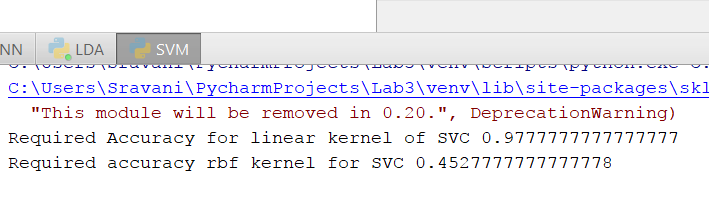 NN LDA SVM
C:\Users\Sravani\PycharmProjects\Lab3\venv\Scripts\python.exe
C:\Users\Sravani\PycharmProjects\Lab3\venv\lib\site-packages\skl
"This module will be removed in 0.20.", DeprecationWarning)
Required Accuracy for linear kernel of SVC 0.9777777777777777
Required accuracy rbf kernel for SVC 0.4527777777777778